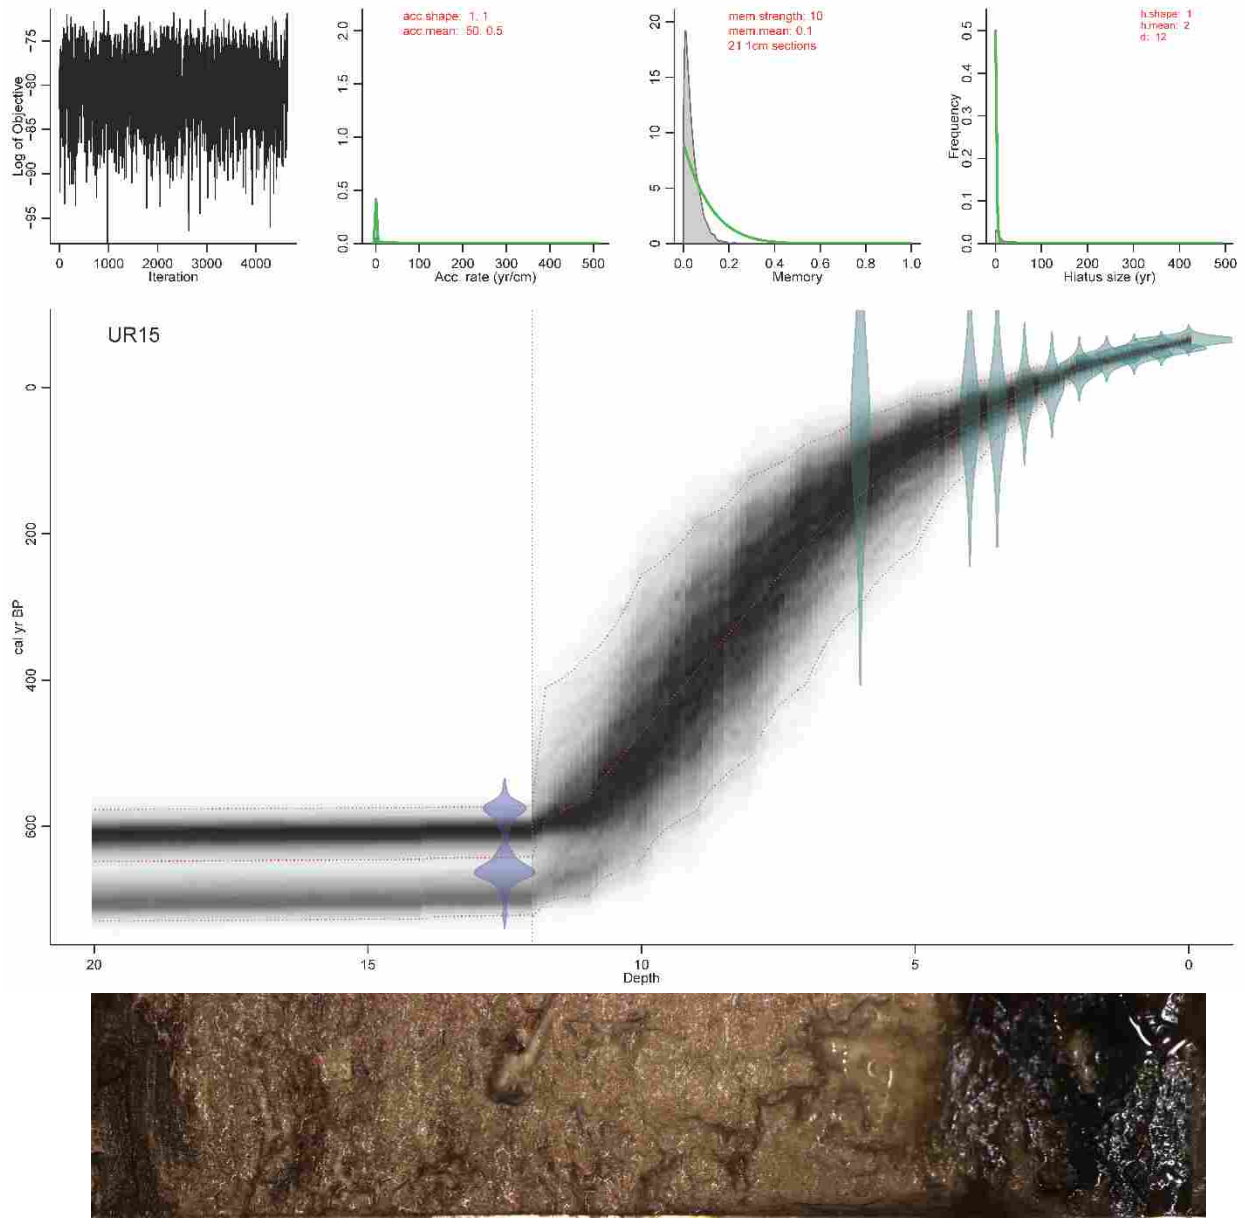 Log of Objective
−95 −90 −85 −80 −75
0 1000 2000 3000 4000
Iteration
acc.shape: 1: 1
acc.mean: 50: 0.5
0.0 0.5 1.0 1.5 2.0
0 100 200 300 400 500
Acc. rate (yr/cm)
mem.strength: 10
mem.mean: 0.1
21 1cm sections
0 5 10 15 20
0.0 0.2 0.4 0.6 0.8 1.0
Memory
h.shape: 1
h.mean: 2
d: 12
Frequency
0.0 0.1 0.2 0.3 0.4 0.5
0 100 200 300 400 500
Hiatus size (yr)
UR15
cal yr BP
0
200
400
600
20 15 10 5 0
Depth